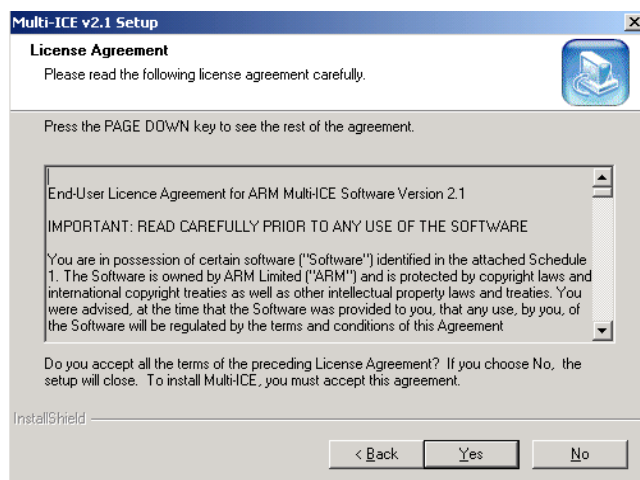 Multi-ICE v2.1 Setup
License Agreement
Please read the following license agreement carefully.
Press the PAGE DOWN key to see the rest of the agreement.
End-User Licence Agreement for ARM Multi-ICE Software Version 2.1
IMPORTANT: READ CAREFULLY PRIOR TO ANY USE OF THE SOFTWARE
You are in possession of certain software ("Software") identified in the attached Schedule
1. The Software is owned by ARM Limited ("ARM") and is protected by copyright laws and
international copyright treaties as well as other intellectual property laws and treaties. You
were advised, at the time that the Software was provided to you, that any use, by you, of
the Software will be regulated by the terms and conditions of this Agreement
Do you accept all the terms of the preceding License Agreement? If you choose No, the
setup will close. To install Multi-ICE, you must accept this agreement.
InstallShield
< Back Yes No